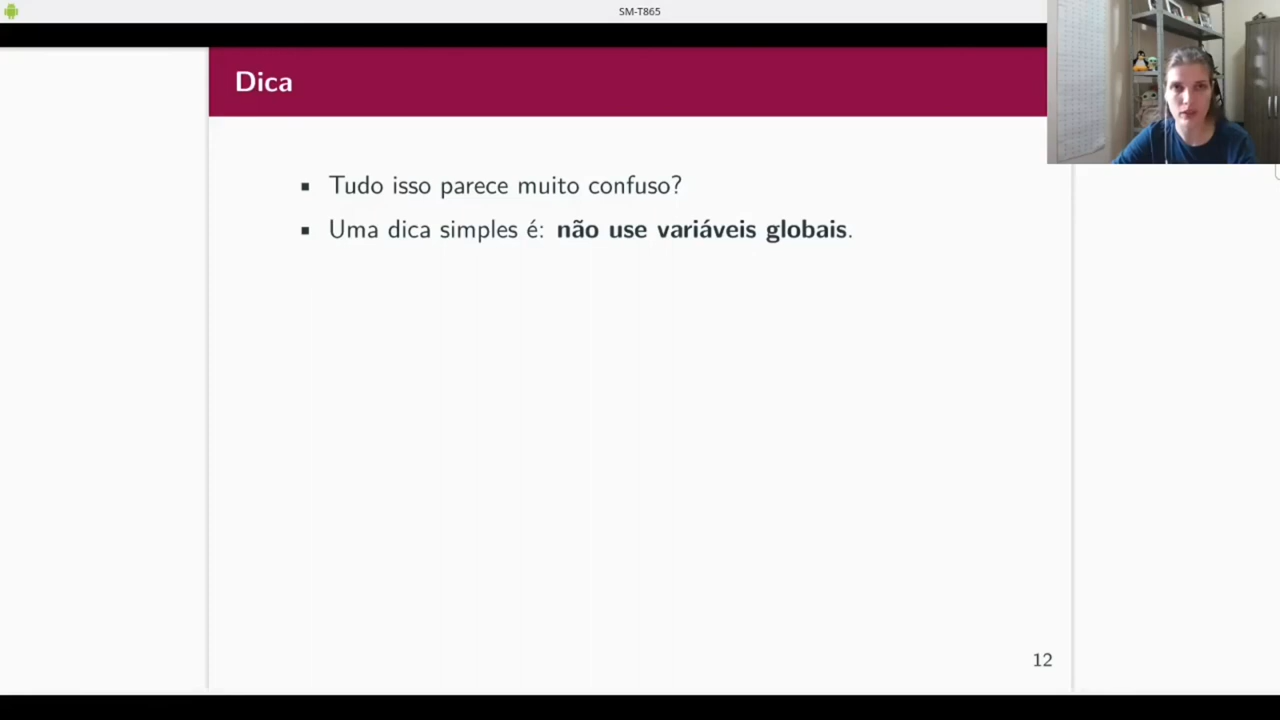 SM-T865
Dica
▪ Tudo isso parece muito confuso?
▪ Uma dica simples é: não use variáveis globais.
12